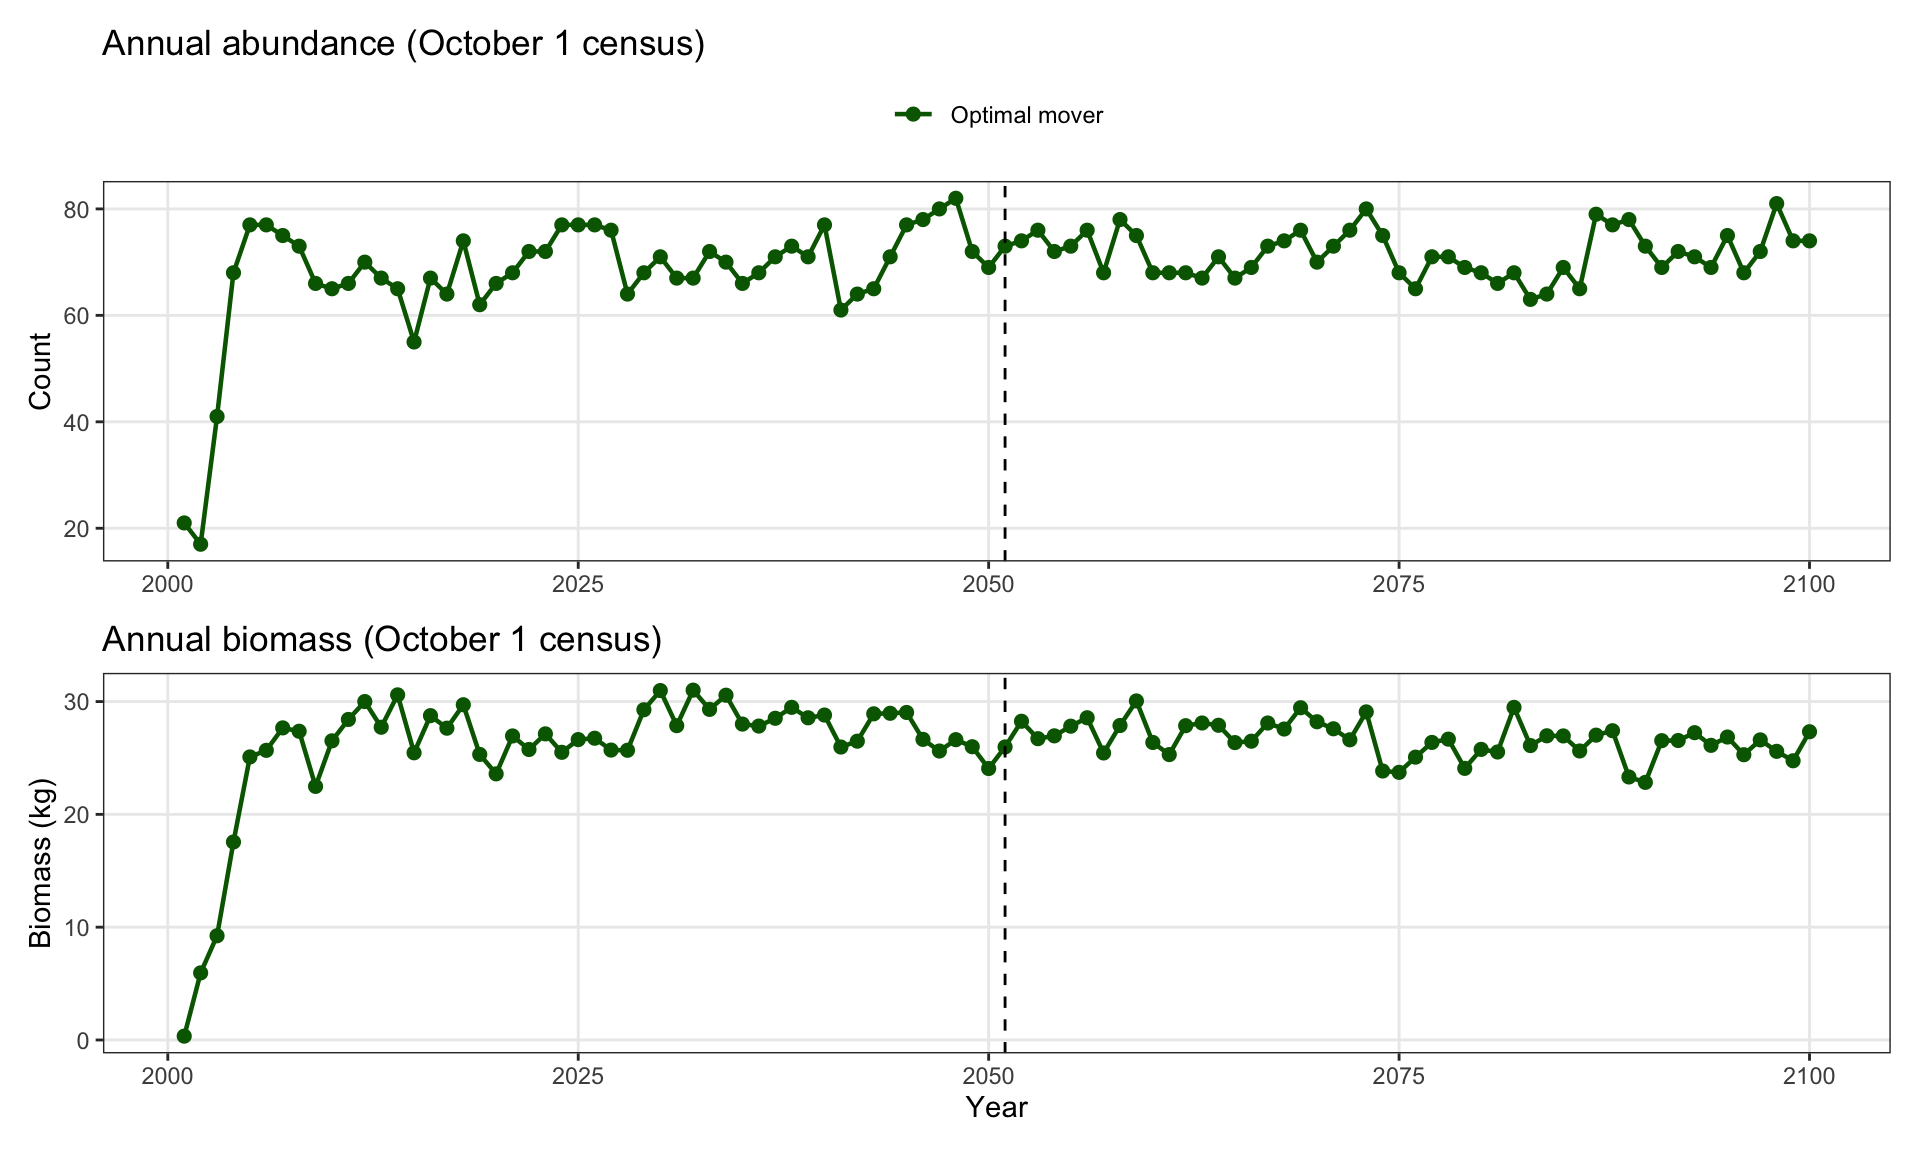 Annual abundance (October 1 census)
Optimal mover
80
60
40
20
Count
2000 2025 2050 2075 2100
Annual biomass (October 1 census)
30
20
10
0
Biomass (kg)
2000 2025 2050 2075 2100
Year